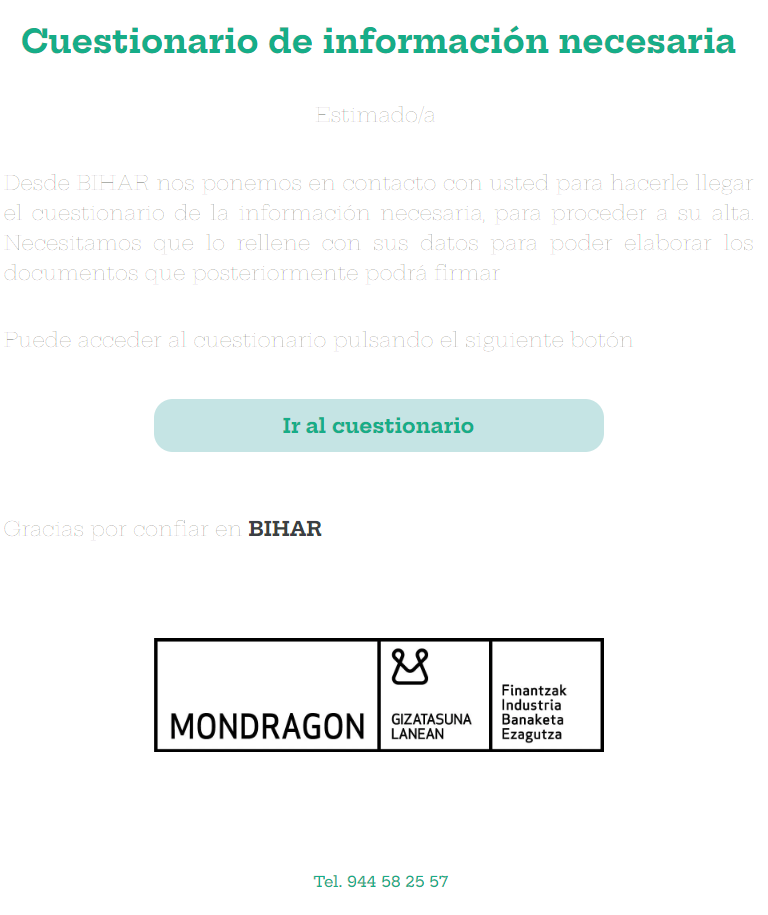 Cuestionario de información necesaria
Estimado/a
Desde BIHAR nos ponemos en contacto con usted para hacerle llegar
el cuestionario de la información necesaria, para proceder a su alta.
Necesitamos que lo rellene con sus datos para poder elaborar los
documentos que posteriormente podrá firmar
Puede acceder al cuestionario pulsando el siguiente botón
Ir al cuestionario
Gracias por confiar en BIHAR
MONDRAGON
GIZATASUNA
LANEAN
Finantzak
Industria
Banaketa
Ezagutza
Tel. 944 58 25 57